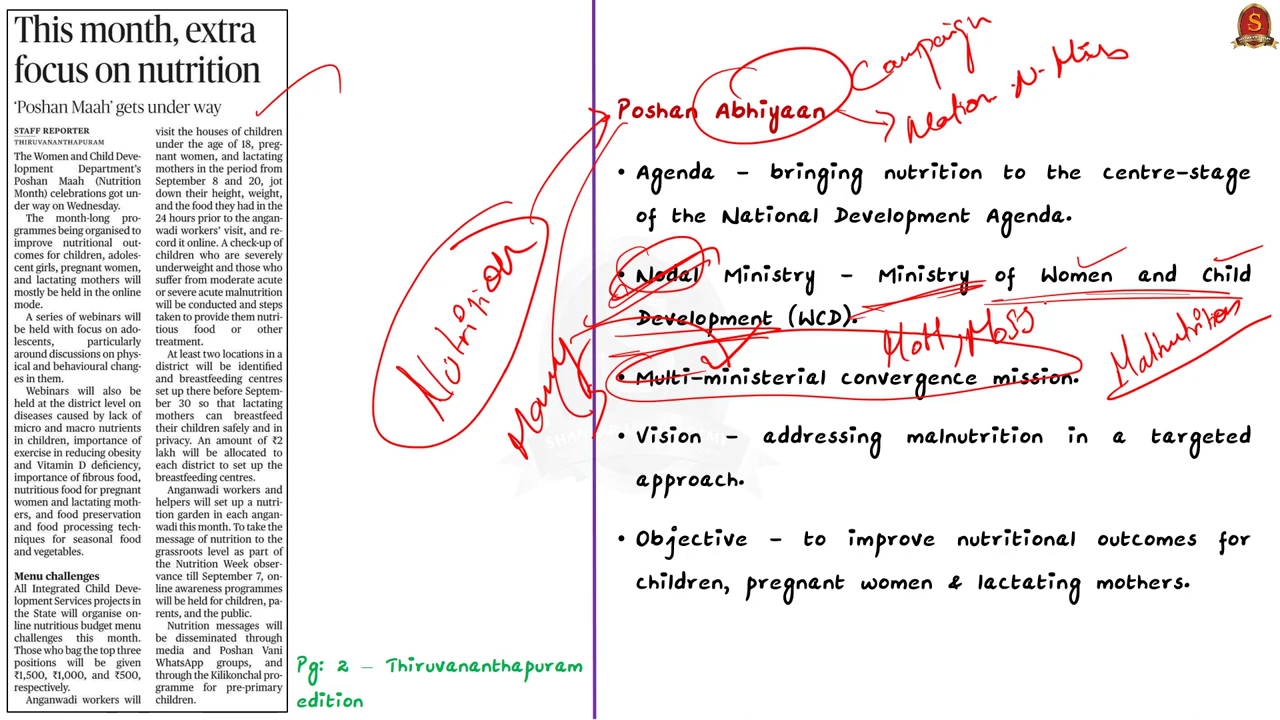 This month, extra
focus on nutrition
'Poshan Maah' gets under way
STAFF REPORTER
THIRUVANANTHAPURAM
The Women and Child Deve-
lopment Department's
Poshan Maah (Nutrition
Month) celebrations got un-
der way on Wednesday.
The month-long pro-
grammes being organised to
improve nutritional out-
comes for children, adoles-
cent girls, pregnant women,
and lactating mothers will
mostly be held in the online
mode.
A series of webinars will
be held with focus on ado-
lescents, particularly
around discussions on phys-
ical and behavioural chang-
es in them.
Webinars will also be
held at the district level on
diseases caused by lack of
micro and macro nutrients
in children, importance of
exercise in reducing obesity
and Vitamin D deficiency,
importance of fibrous food,
nutritious food for pregnant
women and lactating moth-
ers, and food preservation
and food processing tech-
niques for seasonal food
and vegetables.
Menu challenges
All Integrated Child Deve-
lopment Services projects in
the State will organise on-
line nutritious budget menu
challenges this month.
Those who bag the top three
positions will be given
₹1,500, ₹1,000, and ₹500,
respectively.
Anganwadi workers will
visit the houses of children
under the age of 18, preg-
nant women, and lactating
mothers in the period from
September 8 and 20, jot
down their height, weight,
and the food they had in the
24 hours prior to the angan-
wadi workers' visit, and re-
cord it online. A check-up of
children who are severely
underweight and those who
suffer from moderate acute
or severe acute malnutrition
will be conducted and steps
taken to provide them nutri-
tious food or other
treatment.
At least two locations in a
district will be identified
and breastfeeding centres
set up there before Septem-
ber 30 so that lactating
mothers can breastfeed
their children safely and in
privacy. An amount of ₹2
lakh will be allocated to
each district to set up the
breastfeeding centres.
Anganwadi workers and
helpers will set up a nutri-
tion garden in each angan-
wadi this month. To take the
message of nutrition to the
grassroots level as part of
the Nutrition Week obser-
vance till September 7, on-
line awareness programmes
will be held for children, pa-
rents, and the public.
Nutrition messages will
be disseminated through
media and Poshan Vani
WhatsApp groups, and
through the Kilikonchal pro-
gramme for pre-primary
children.
Pg: 2 – Thiruvananthapuram
edition
Nutrition
Many
Campaign
Nation N. Miss
Poshan Abhiyaan
• Agenda – bringing nutrition to the centre-stage
of the National Development Agenda.
• Nodal Ministry – Ministry of Women and Child
Development (WCD).
MoH, MoSJ
Malnutrition
• Multi-ministerial convergence mission.
• Vision – addressing malnutrition in a targeted
approach.
• Objective – to improve nutritional outcomes for
children, pregnant women & lactating mothers.